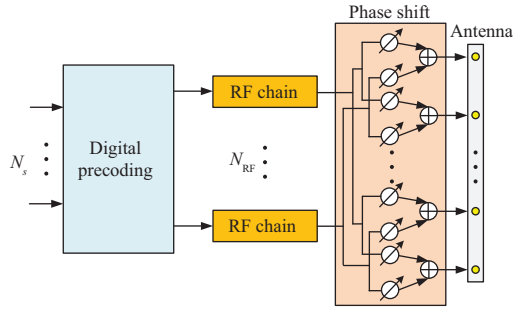 Phase shift
Antenna
RF chain
Digital
precoding
N_s
N_RF
RF chain